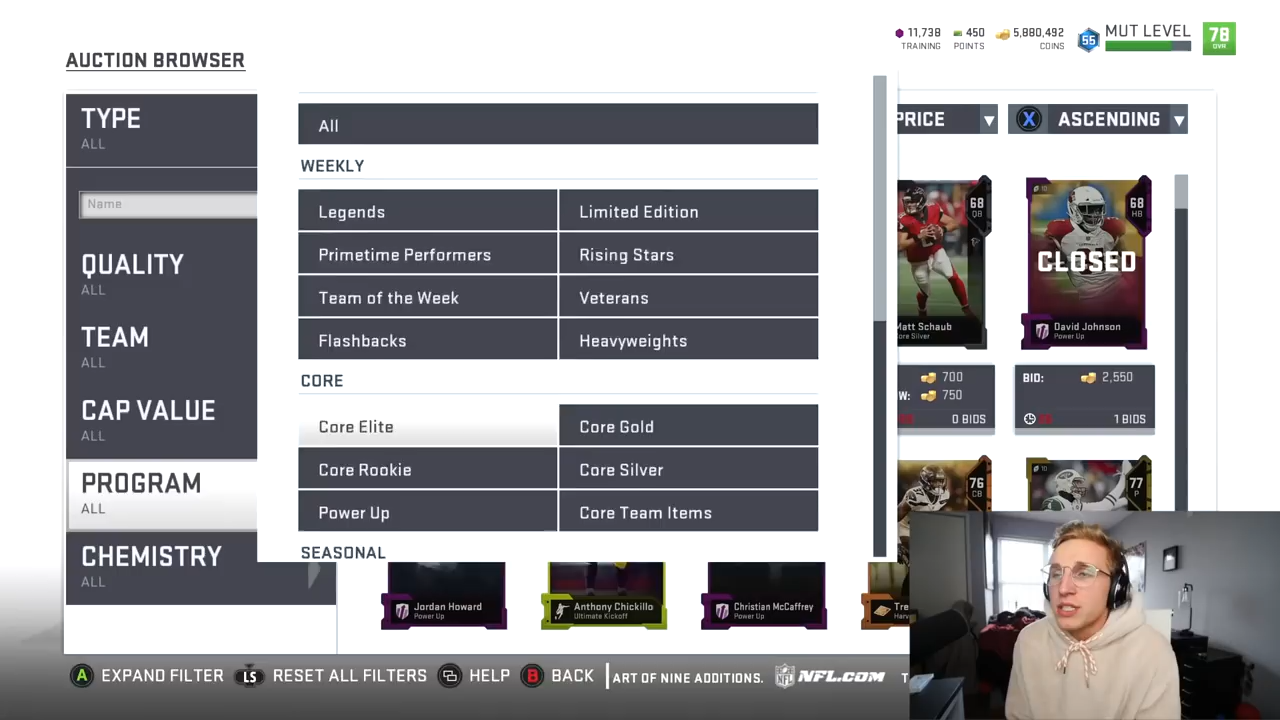 AUCTION BROWSER
11,738
TRAINING
450
POINTS
5,880,492
COINS
55
MUT LEVEL
78
OVR
TYPE
ALL
Name
QUALITY
ALL
TEAM
ALL
CAP VALUE
ALL
PROGRAM
ALL
CHEMISTRY
ALL
All
WEEKLY
Legends
Limited Edition
Primetime Performers
Rising Stars
Team of the Week
Veterans
Flashbacks
Heavyweights
CORE
Core Elite
Core Gold
Core Rookie
Core Silver
Power Up
Core Team Items
SEASONAL
PRICE
X
ASCENDING
68
QB
Matt Schaub
Core Silver
700
W:
750
0 BIDS
68
HB
CLOSED
David Johnson
Power Up
BID:
2,550
1 BIDS
76
CB
77
P
Jordan Howard
Power Up
Anthony Chickillo
Ultimate Kickoff
Christian McCaffrey
Power Up
Tre
Harv
A
EXPAND FILTER
LS
RESET ALL FILTERS
HELP
B
BACK
ART OF NINE ADDITIONS.
NFL
NFL.COM
T